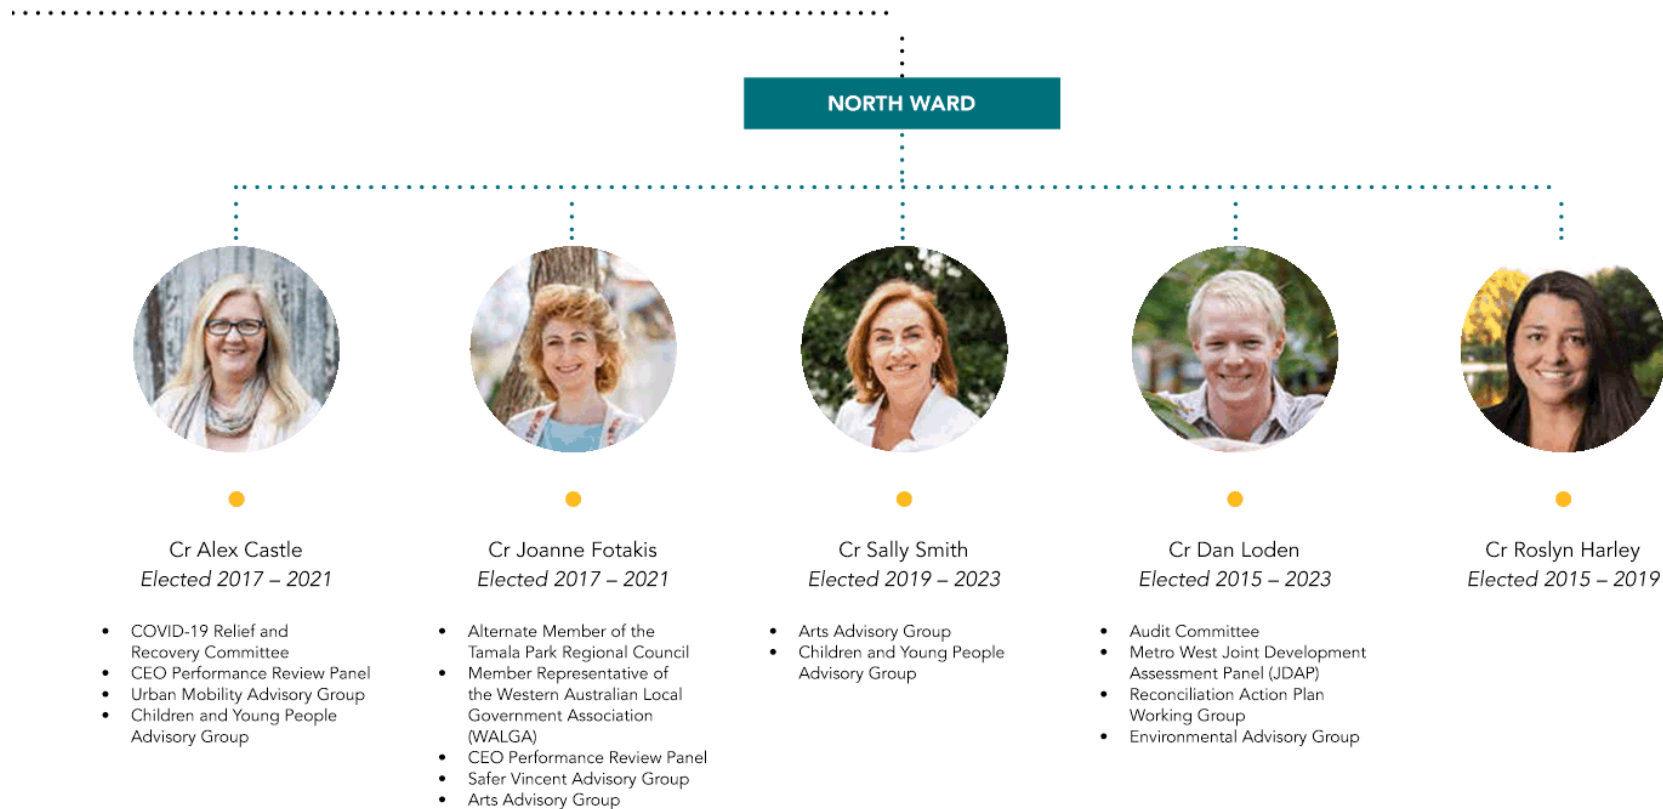 NORTH WARD
Cr Alex Castle
Elected 2017 – 2021
• COVID-19 Relief and
Recovery Committee
• CEO Performance Review Panel
• Urban Mobility Advisory Group
• Children and Young People
Advisory Group
Cr Joanne Fotakis
Elected 2017 – 2021
• Alternate Member of the
Tamala Park Regional Council
• Member Representative of
the Western Australian Local
Government Association
(WALGA)
• CEO Performance Review Panel
• Safer Vincent Advisory Group
• Arts Advisory Group
Cr Sally Smith
Elected 2019 – 2023
• Arts Advisory Group
• Children and Young People
Advisory Group
Cr Dan Loden
Elected 2015 – 2023
• Audit Committee
• Metro West Joint Development
Assessment Panel (JDAP)
• Reconciliation Action Plan
Working Group
• Environmental Advisory Group
Cr Roslyn Harley
Elected 2015 – 2019